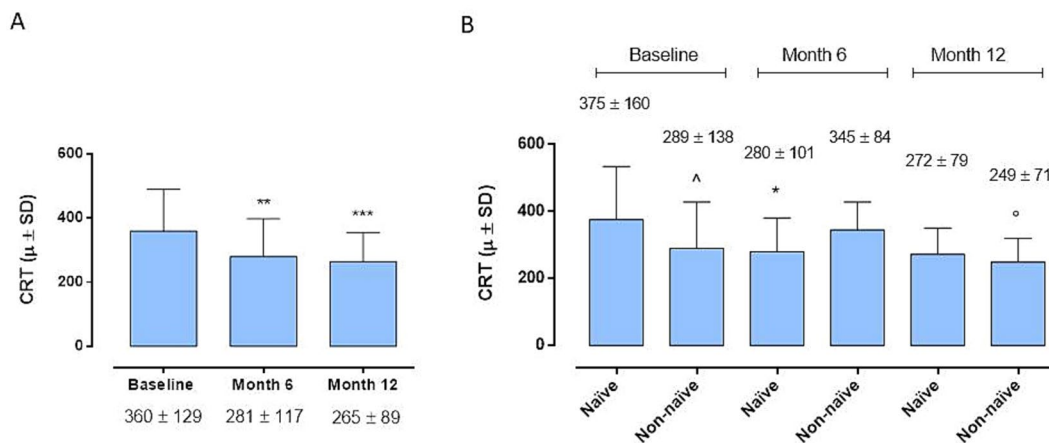 A
600
400
200
0
CRT (µ ± SD)
**
***
Baseline Month 6 Month 12
360 ± 129 281 ± 117 265 ± 89
B
Baseline Month 6 Month 12
375 ± 160
289 ± 138
280 ± 101
345 ± 84
272 ± 79
249 ± 71
600
400
200
0
CRT (µ ± SD)
^
*
°
Naïve Non-naïve Naïve Non-naïve Naïve Non-naïve